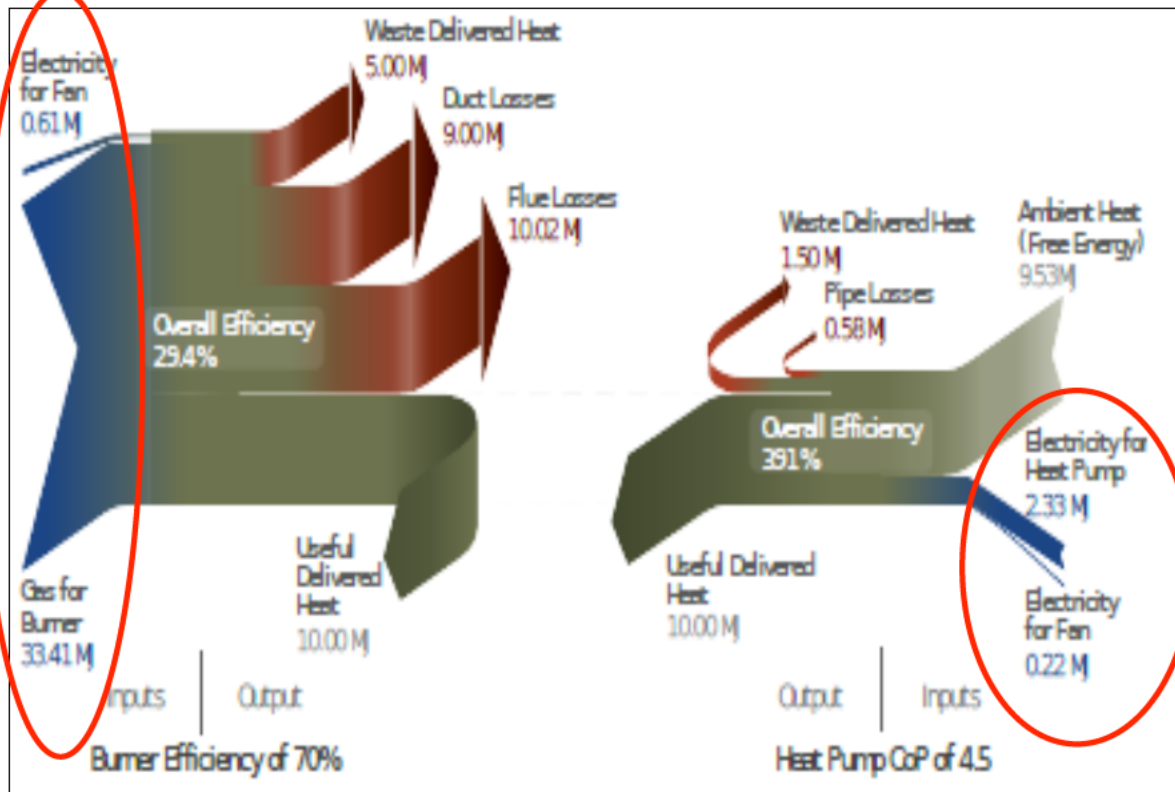 Electricity
for Fan
0.61 MJ
Waste Delivered Heat
5.00 MJ
Duct Losses
9.00 MJ
Flue Losses
10.02 MJ
Overall Efficiency
29.4%
Gas for
Burner
33.41 MJ
Useful
Delivered
Heat
10.00 MJ
Inputs
Output
Burner Efficiency of 70%
Waste Delivered Heat
1.50 MJ
Pipe Losses
0.58 MJ
Ambient Heat
(Free Energy)
9.53MJ
Overall Efficiency
391%
Electricity for
Heat Pump
2.33 MJ
Useful Delivered
Heat
10.00 MJ
Electricity
for Fan
0.22 MJ
Output
Inputs
Heat Pump CoP of 4.5